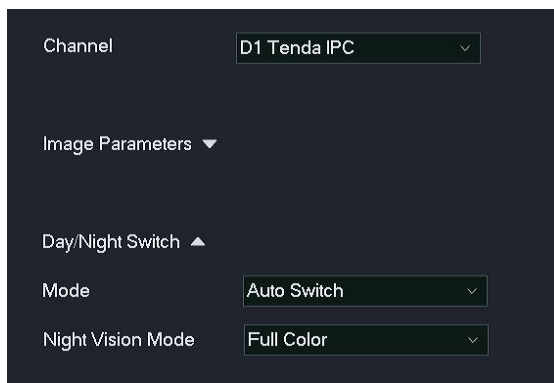 Channel D1 Tenda IPC
Image Parameters
Day/Night Switch
Mode Auto Switch
Night Vision Mode Full Color